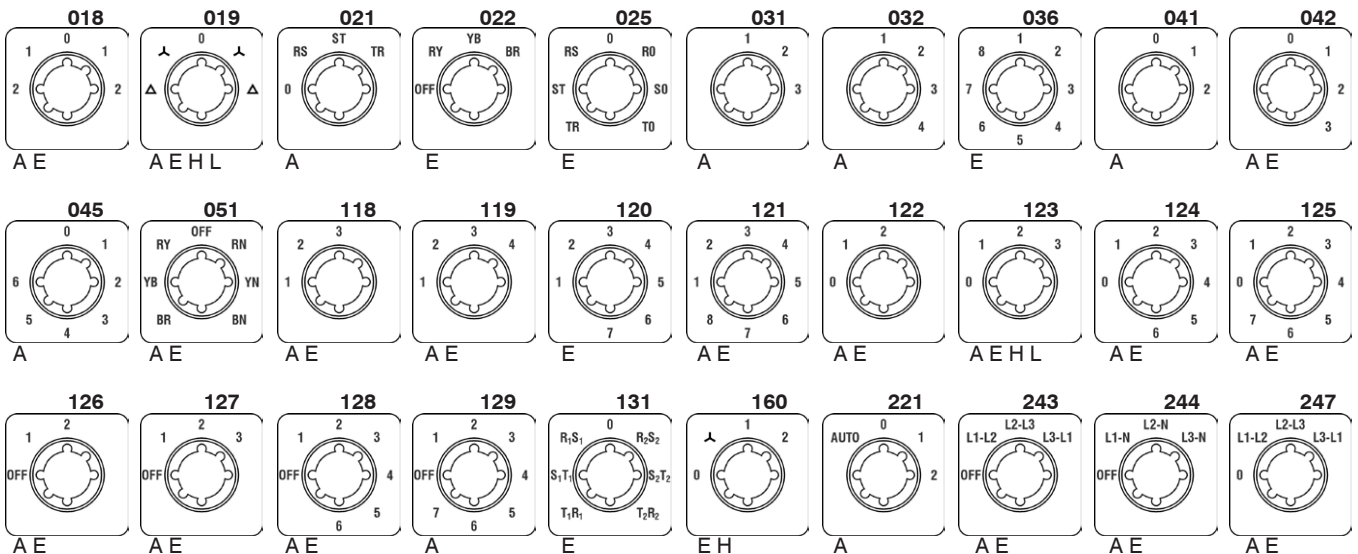 018 019 021 022 025 031 032 036 041 042
0 0 ST YB 0 1 1 1 0 0
1 1 RS TR RY BR RS R0 2 2 8 2 1 1
2 2 0 OFF ST S0 3 3 7 3 2 2
TR T0 4 6 4 3
5
A E A E H L A E E A A E A A E
045 051 118 119 120 121 122 123 124 125
0 OFF 3 3 3 3 2 2 2 2
1 RY RN 2 2 4 2 4 2 4 1 1 3 1 3 1 3
6 2 YB YN 1 1 1 5 1 5 0 0 0 4 0 4
5 3 BR BN 6 8 6 5 7 5
4 7 7 6 6
A A E A E A E E A E A E A E H L A E A E
126 127 128 129 131 160 221 243 244 247
2 2 2 2 0 1 0 L2-L3 L2-N L2-L3
1 1 3 1 3 1 3 R₁S₁ R₂S₂ 2 AUTO 1 L1-L2 L3-L1 L1-N L3-N L1-L2 L3-L1
OFF OFF OFF 4 OFF 4 S₁T₁ S₂T₂ 0 2 OFF OFF 0
5 7 5 T₁R₁ T₂R₂
6 6
A E A E A E A E E H A A E A E A E